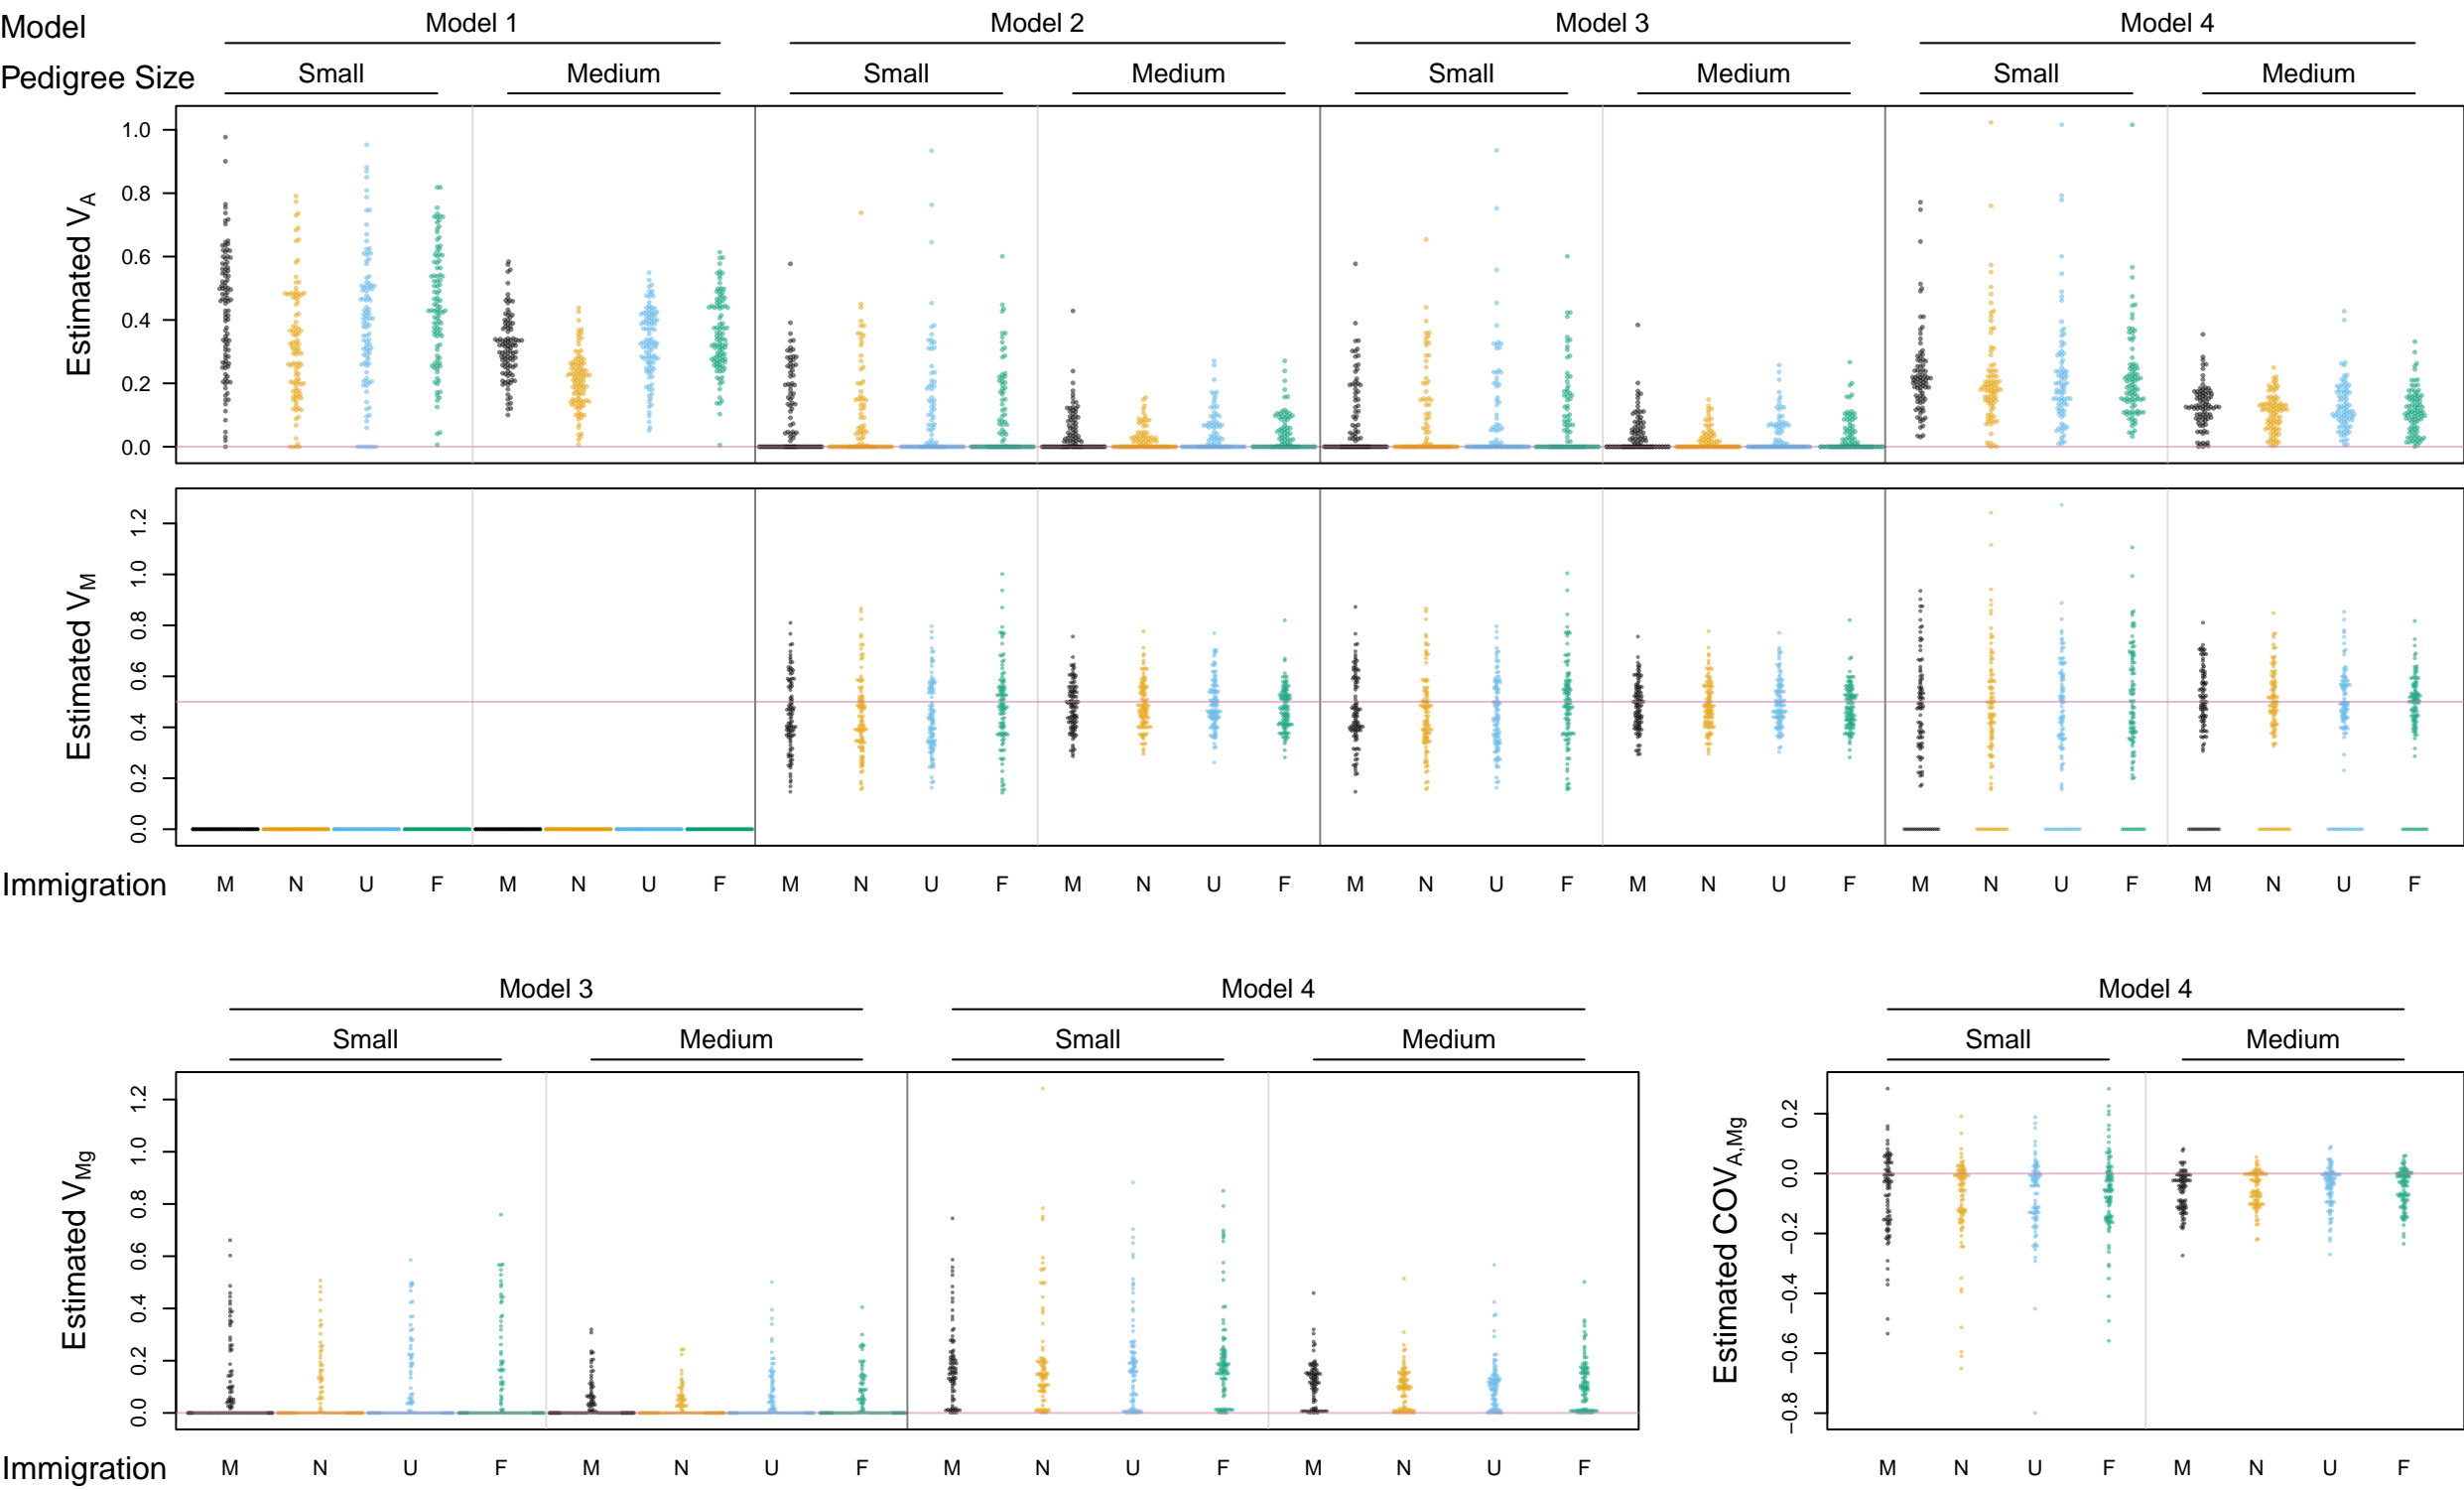 Model Model 1 Model 2 Model 3 Model 4
Pedigree Size Small Medium Small Medium Small Medium Small Medium
Estimated VA
1.0
0.8
0.6
0.4
0.2
0.0
Estimated VM
1.2
1.0
0.8
0.6
0.4
0.2
0.0
Immigration M N U F M N U F M N U F M N U F M N U F M N U F M N U F M N U F
Model 3 Model 4
Small Medium Small Medium
Estimated VMg
1.2
1.0
0.8
0.6
0.4
0.2
0.0
Immigration M N U F M N U F M N U F M N U F
Model 4
Small Medium
Estimated COVA,Mg
0.2
0.0
−0.2
−0.4
−0.6
−0.8
M N U F M N U F